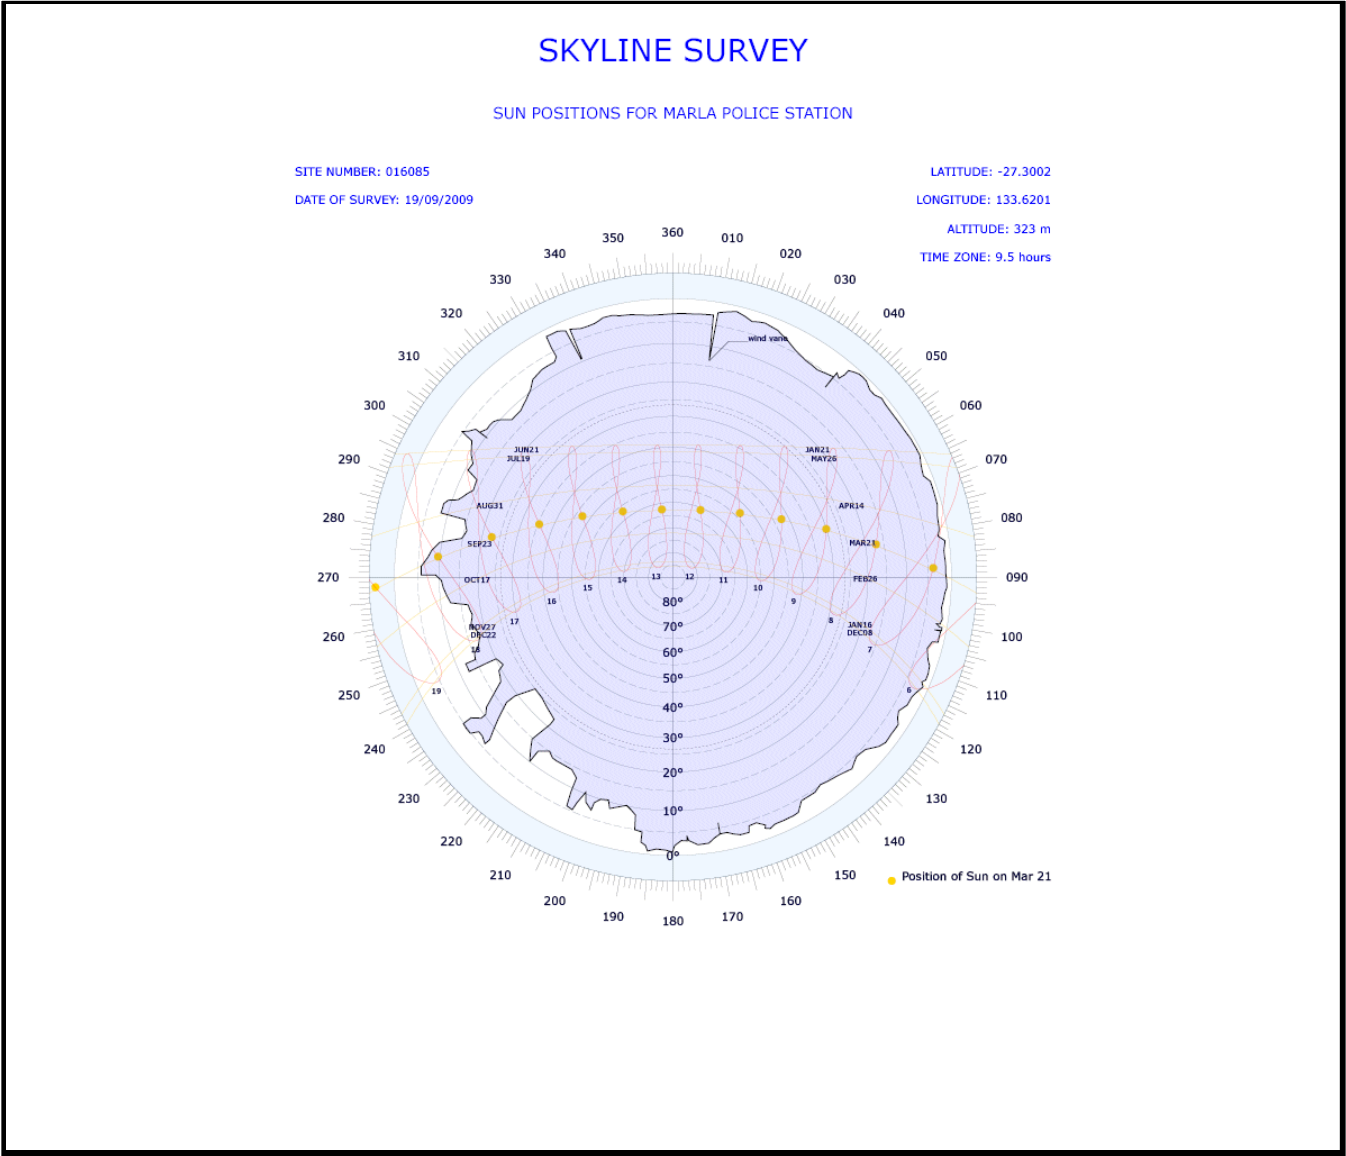 SKYLINE SURVEY
SUN POSITIONS FOR MARLA POLICE STATION
SITE NUMBER: 016085
LATITUDE: -27.3002
DATE OF SURVEY: 19/09/2009
LONGITUDE: 133.6201
ALTITUDE: 323 m
TIME ZONE: 9.5 hours
360
350
010
340
020
330
030
320
040
wind vane
310
050
300
060
JUN21
JAN21
290
JUL19
MAY26
070
AUG31
APR14
280
080
SEP23
MAR21
270
OCT17
14
13
12
11
FEB26
090
15
10
16
80°
9
17
8
260
NOV27
70°
JAN16
100
DEC22
DEC08
18
60°
7
50°
250
19
6
110
40°
240
30°
120
20°
230
130
10°
220
140
0°
210
150
Position of Sun on Mar 21
200
160
190
170
180